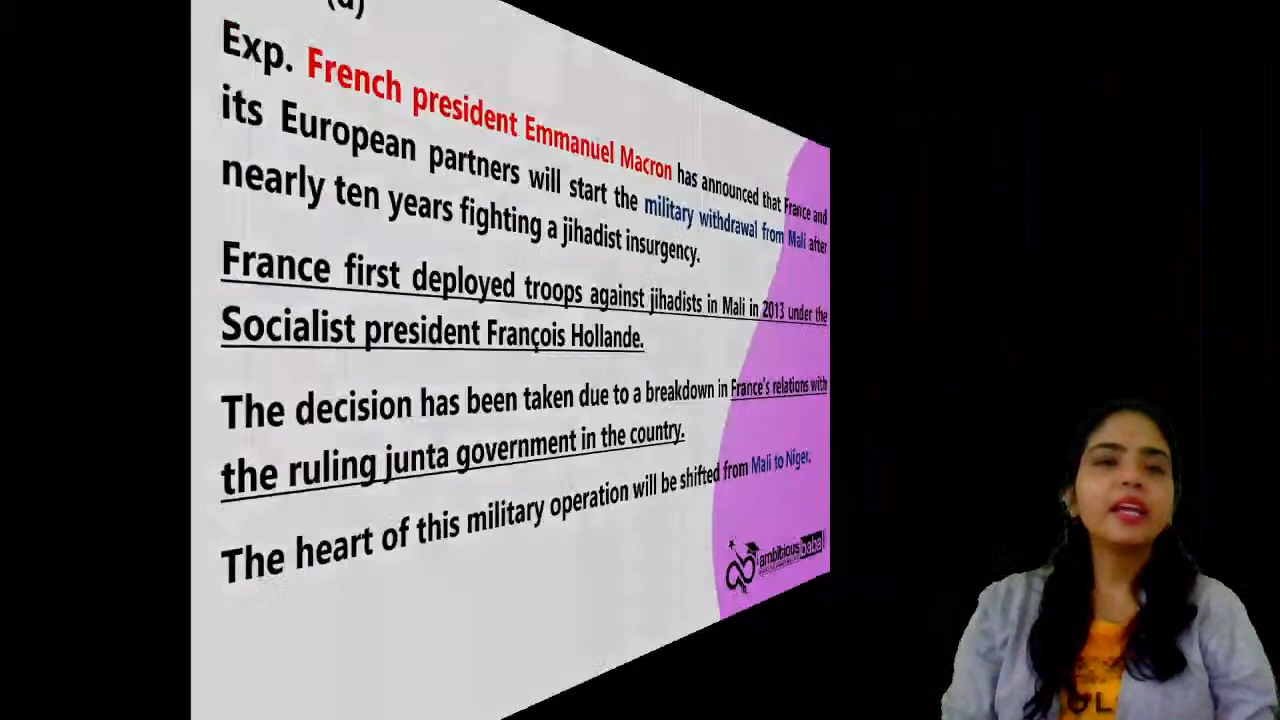 (d)
Exp. French president Emmanuel Macron has announced that France and
its European partners will start the military withdrawal from Mali after
nearly ten years fighting a jihadist insurgency.
France first deployed troops against jihadists in Mali in 2013 under the
Socialist president François Hollande.
The decision has been taken due to a breakdown in France's relations with
the ruling junta government in the country.
The heart of this military operation will be shifted from Mali to Niger.
ambitious baba